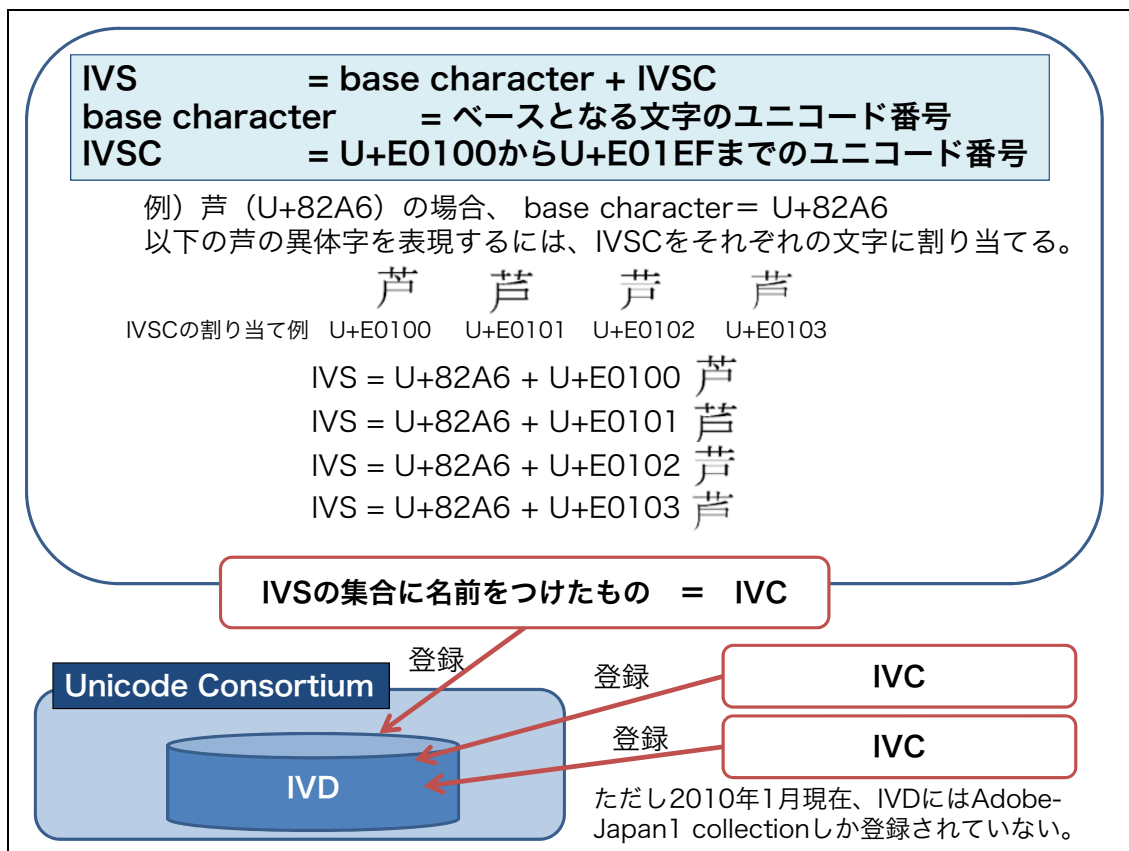 IVS = base character + IVSC
base character = ベースとなる文字のユニコード番号
IVSC = U+E0100からU+E01EFまでのユニコード番号
例）芦（U+82A6）の場合、 base character＝ U+82A6
以下の芦の異体字を表現するには、IVSCをそれぞれの文字に割り当てる。
芦 芦 芦 芦
IVSCの割り当て例 U+E0100 U+E0101 U+E0102 U+E0103
IVS = U+82A6 + U+E0100 芦
IVS = U+82A6 + U+E0101 芦
IVS = U+82A6 + U+E0102 芦
IVS = U+82A6 + U+E0103 芦
IVSの集合に名前をつけたもの ＝ IVC
登録
Unicode Consortium
IVD
登録
IVC
登録
IVC
ただし2010年1月現在、IVDにはAdobe-
Japan1 collectionしか登録されていない。